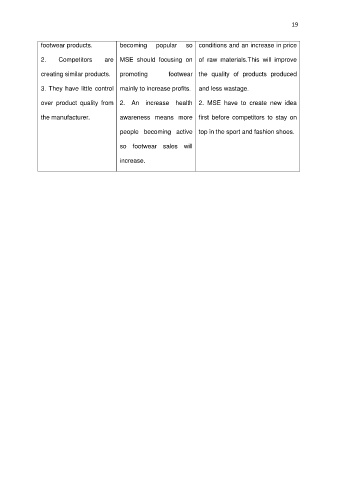 19
footwear products.
2. Competitors are
creating similar products.
3. They have little control
over product quality from
the manufacturer.
becoming popular so
MSE should focusing on
promoting footwear
mainly to increase profits.
2. An increase health
awareness means more
people becoming active
so footwear sales will
increase.
conditions and an increase in price
of raw materials.This will improve
the quality of products produced
and less wastage.
2. MSE have to create new idea
first before competitors to stay on
top in the sport and fashion shoes.